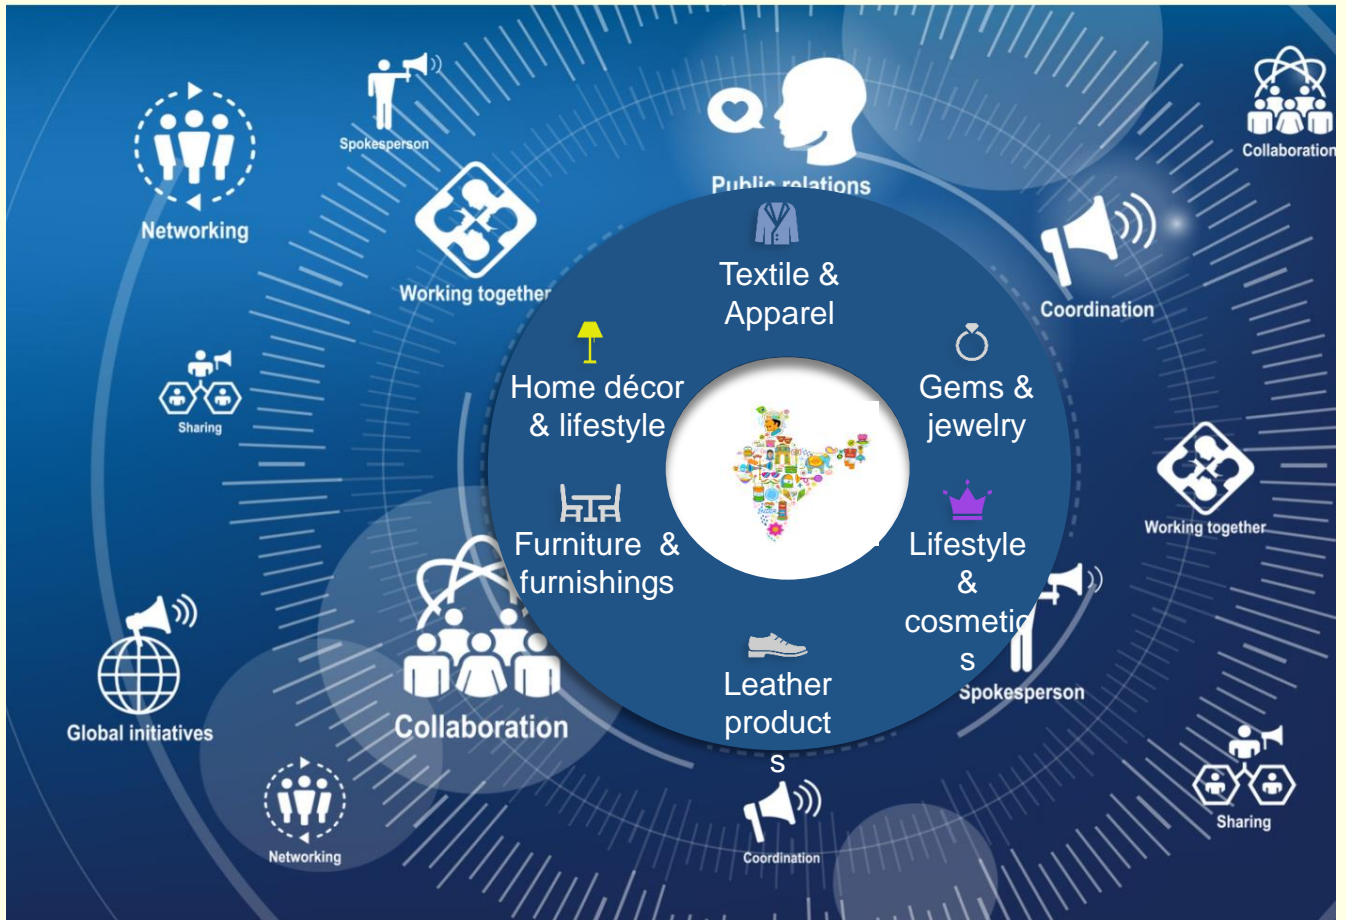 Spokesperson
Collaboration
Public relations
Networking
Working together
Coordination
Textile &
Apparel
Home décor
& lifestyle
Gems &
jewelry
Sharing
Working together
Furniture &
furnishings
Lifestyle
&
cosmetic
s
Leather
product
s
Spokesperson
Global initiatives
Collaboration
Sharing
Networking
Coordination